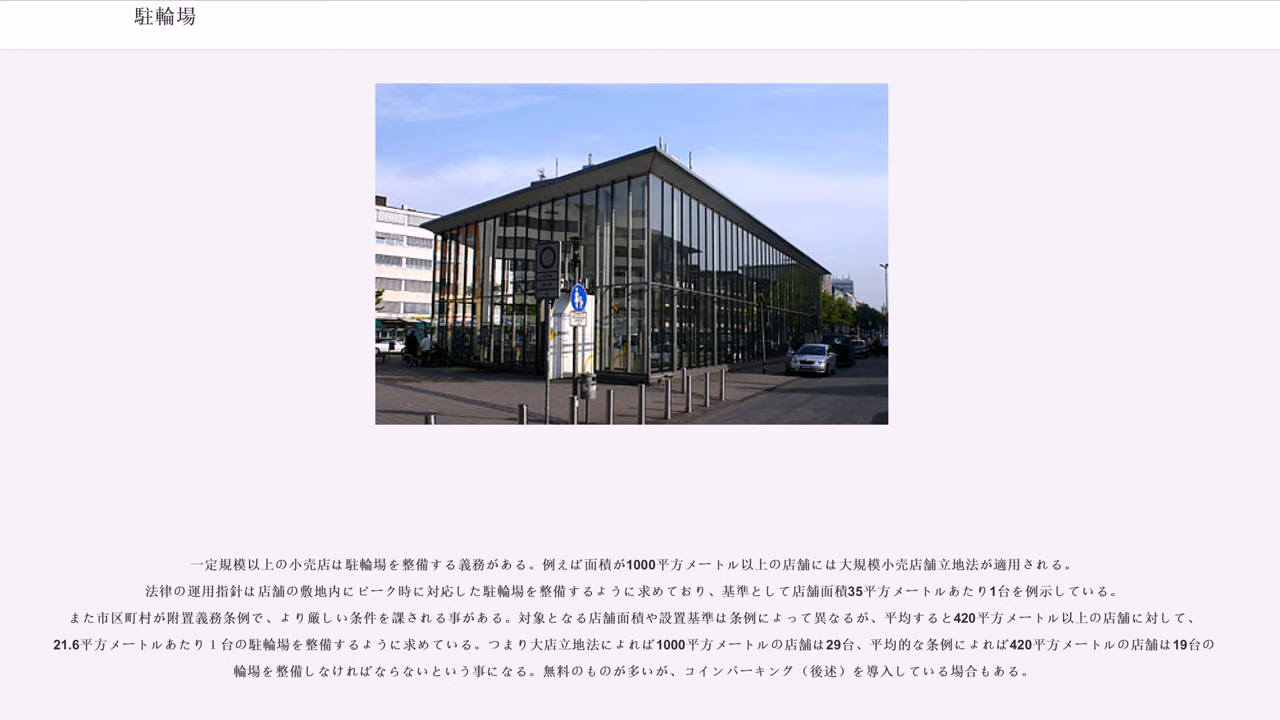 駐輪場
一定規模以上の小売店は駐輪場を整備する義務がある。例えば面積が1000平方メートル以上の店舗には大規模小売店舗立地法が適用される。
法律の運用指針は店舗の敷地内にピーク時に対応した駐輪場を整備するように求めており、基準として店舗面積35平方メートルあたり1台を例示している。
また市区町村が附置義務条例で、より厳しい条件を課される事がある。対象となる店舗面積や設置基準は条例によって異なるが、平均すると420平方メートル以上の店舗に対して、
21.6平方メートルあたり１台の駐輪場を整備するように求めている。つまり大店立地法によれば1000平方メートルの店舗は29台、平均的な条例によれば420平方メートルの店舗は19台の
輪場を整備しなければならないという事になる。無料のものが多いが、コインパーキング（後述）を導入している場合もある。